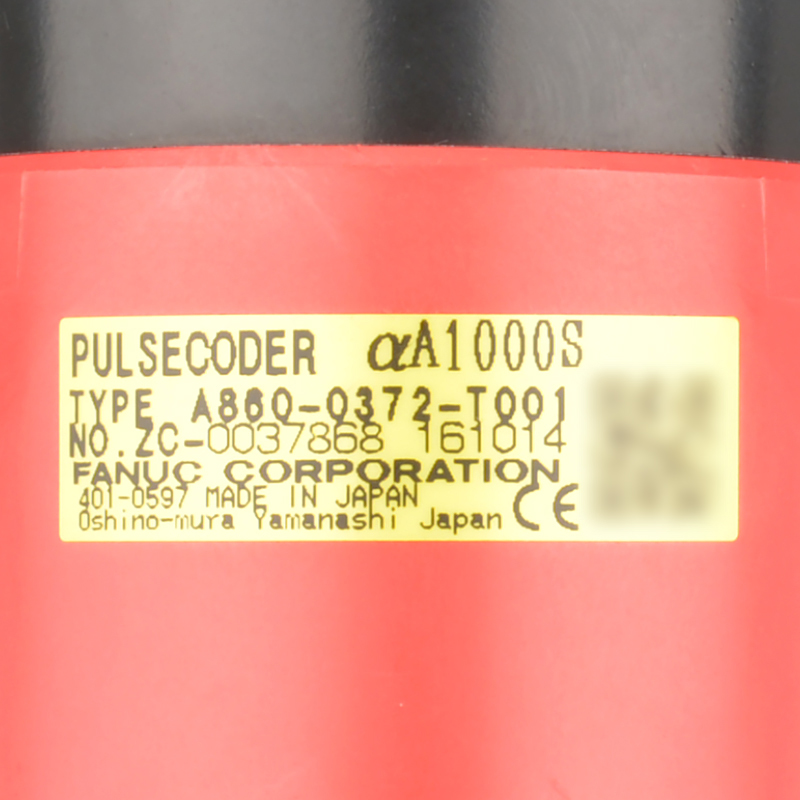 PULSECODER αA1000S
TYPE A860-0372-T001
NO.ZC-0037868 161014
FANUC CORPORATION
401-0597 MADE IN JAPAN
Oshino-mura Yamanashi Japan CE